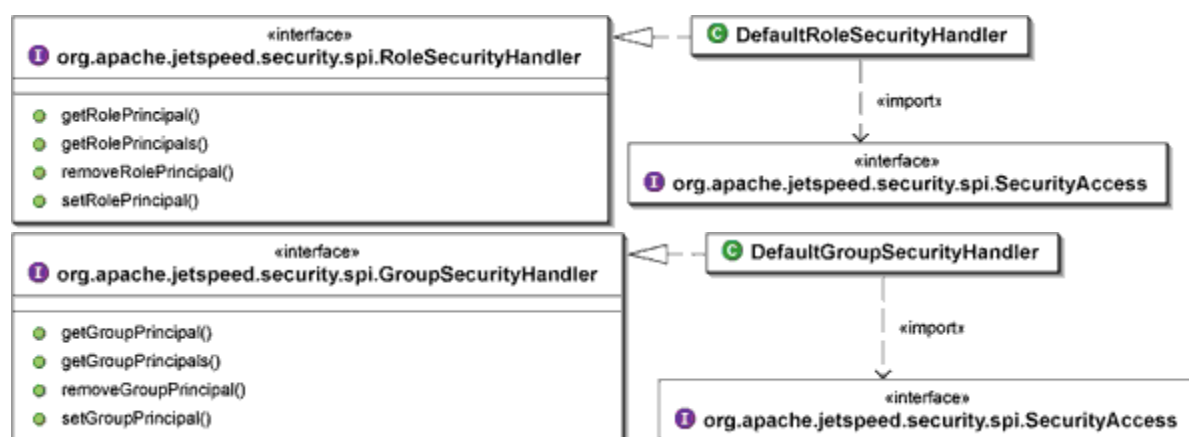 «interface»
I org.apache.jetspeed.security.spi.RoleSecurityHandler
getRolePrincipal()
getRolePrincipals()
removeRolePrincipal()
setRolePrincipal()
C DefaultRoleSecurityHandler
«import»
«interface»
I org.apache.jetspeed.security.spi.SecurityAccess
«interface»
I org.apache.jetspeed.security.spi.GroupSecurityHandler
getGroupPrincipal()
getGroupPrincipals()
removeGroupPrincipal()
setGroupPrincipal()
C DefaultGroupSecurityHandler
«import»
«interface»
I org.apache.jetspeed.security.spi.SecurityAccess